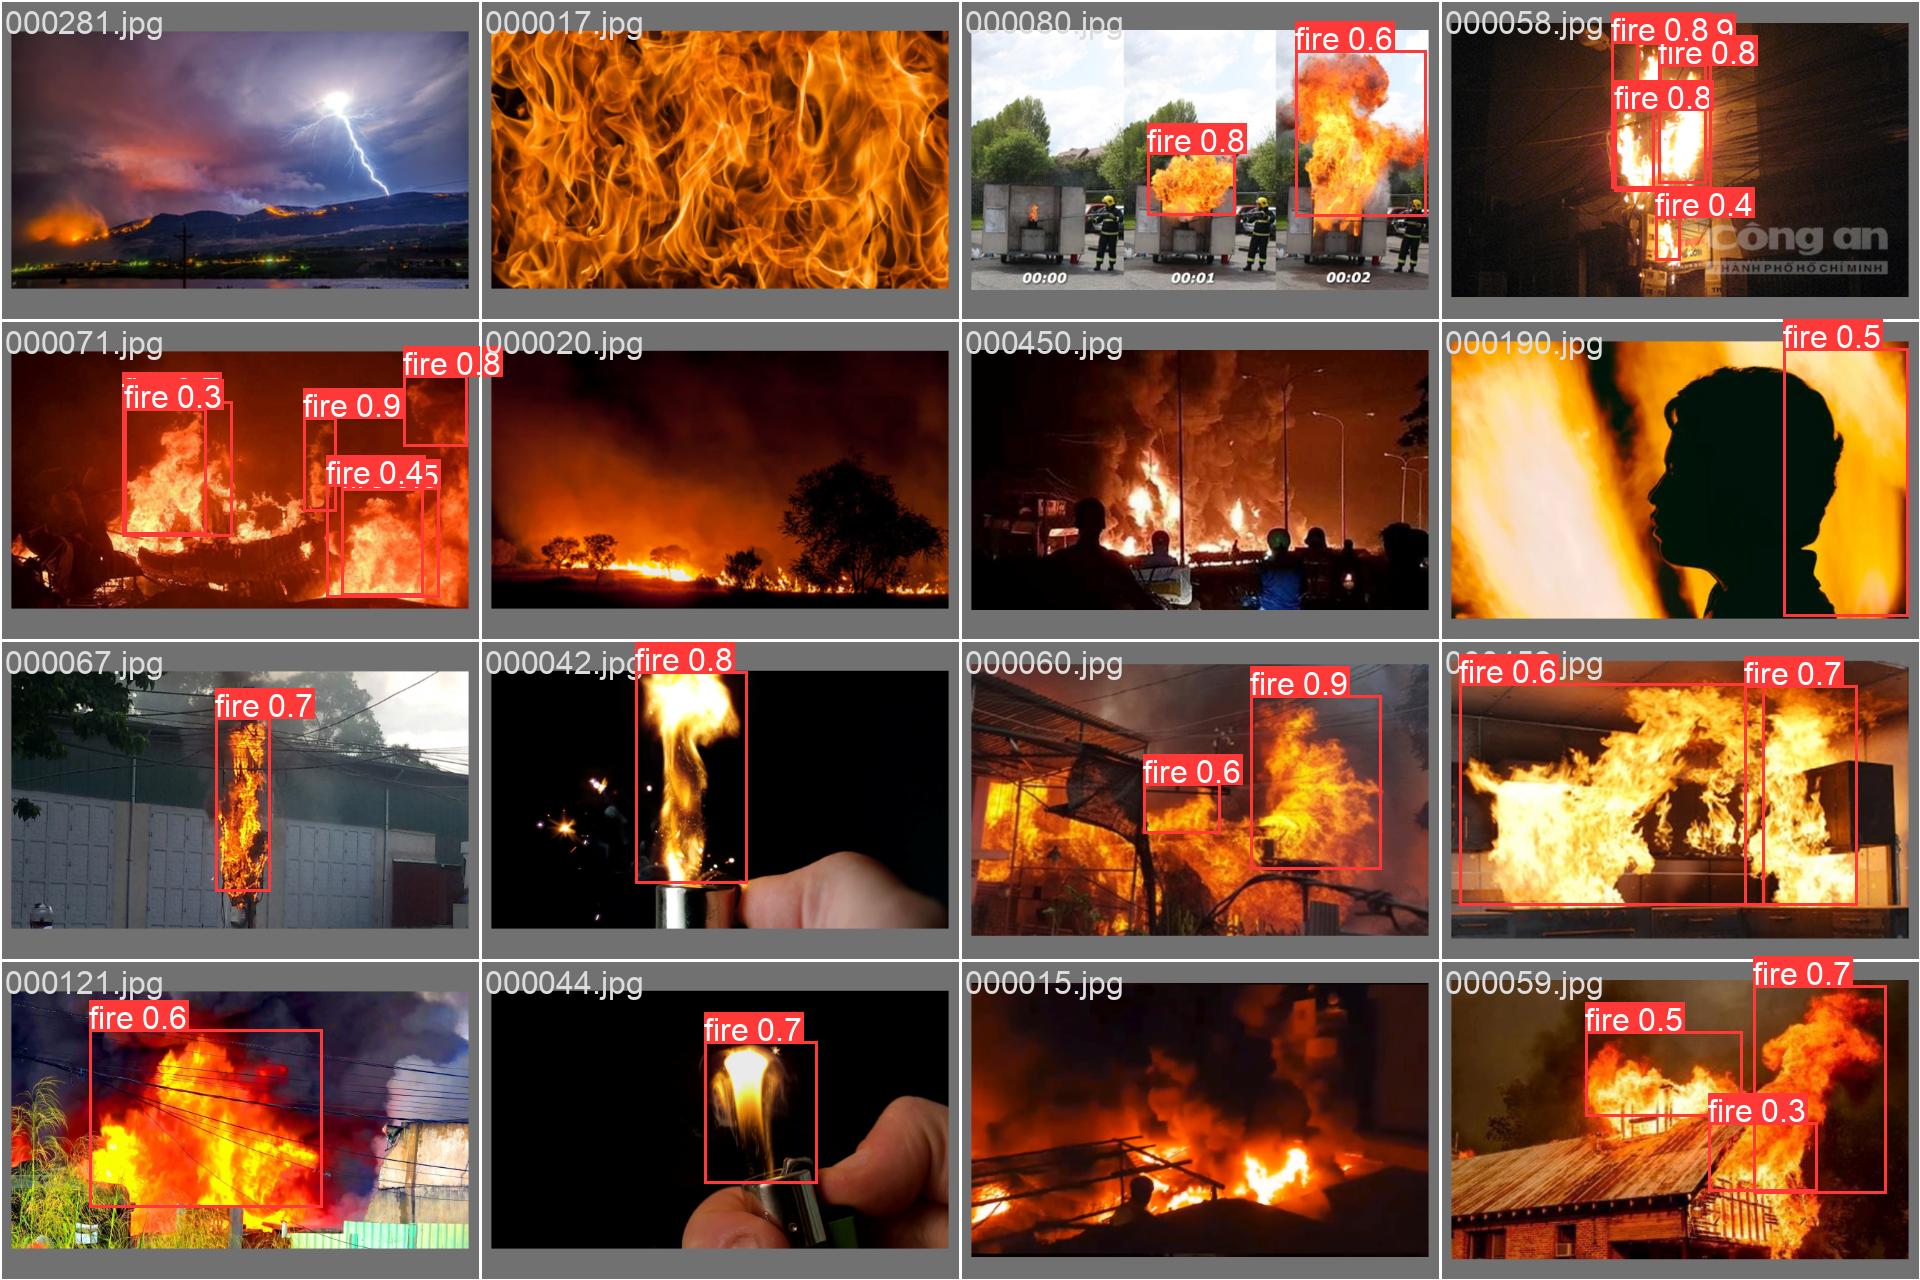 000281.jpg
000017.jpg
000080.jpg
fire 0.8
fire 0.6
00:00
00:01
00:02
000058.jpg
fire 0.8
fire 0.8
fire 0.8
fire 0.4
Công an
THÀNH PHỐ HỒ CHÍ MINH
000071.jpg
fire 0.3
fire 0.9
fire 0.8
fire 0.45
000020.jpg
000450.jpg
000190.jpg
fire 0.5
000067.jpg
fire 0.7
000042.jpg
fire 0.8
000060.jpg
fire 0.6
fire 0.9
.jpg
fire 0.6
fire 0.7
000121.jpg
fire 0.6
000044.jpg
fire 0.7
000015.jpg
000059.jpg
fire 0.5
fire 0.7
fire 0.3